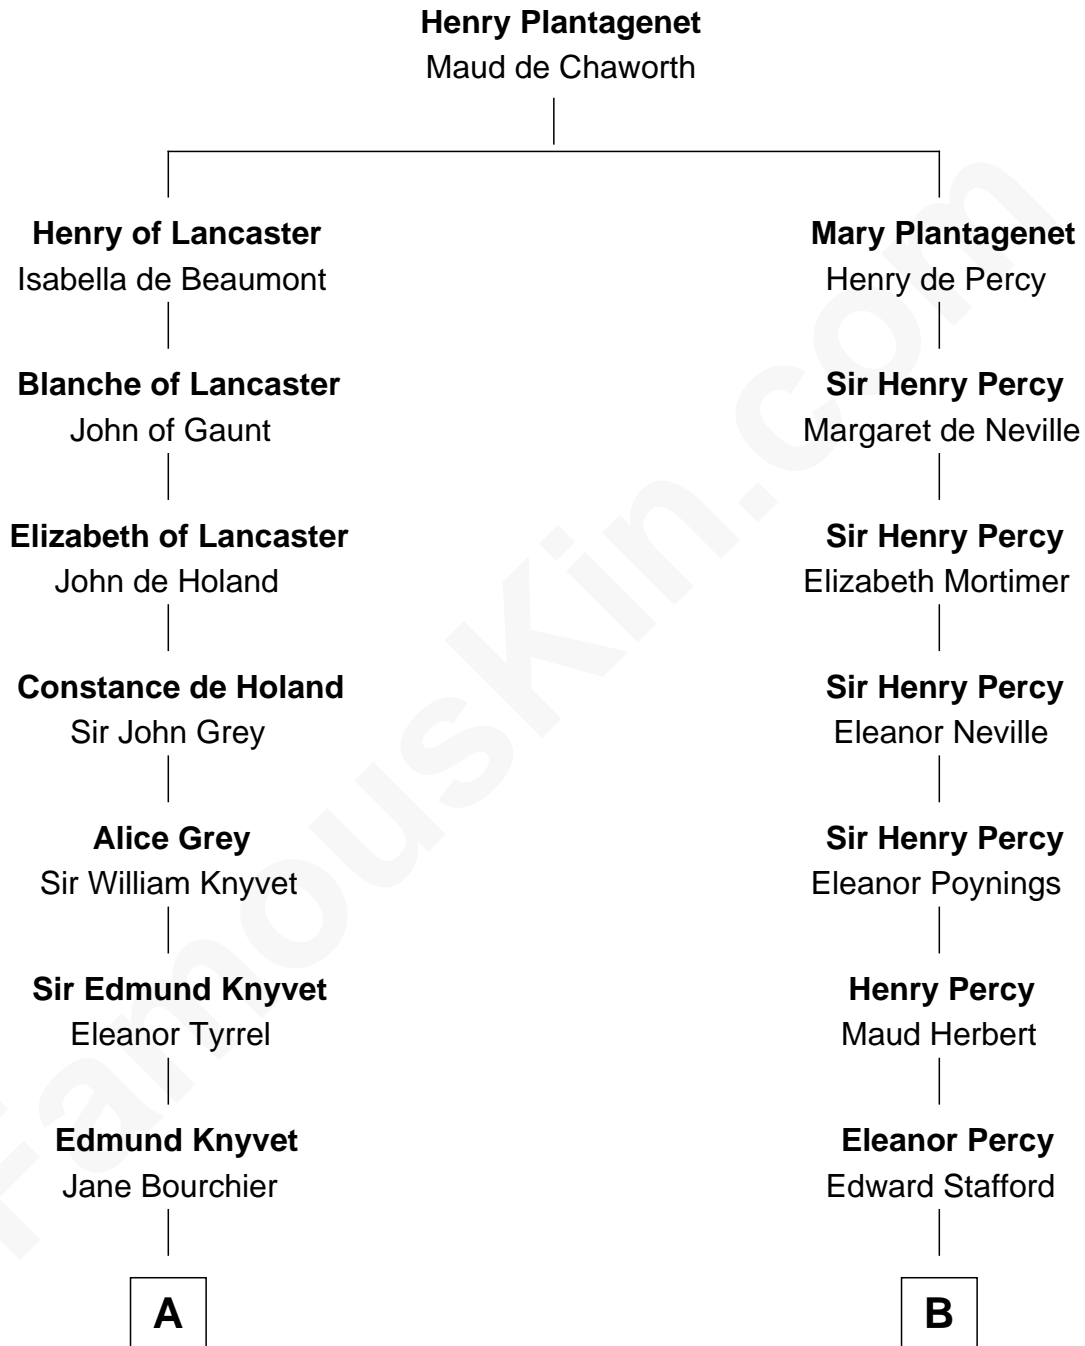 Henry Plantagenet
Maud de Chaworth
Henry of Lancaster
Isabella de Beaumont
Mary Plantagenet
Henry de Percy
Blanche of Lancaster
John of Gaunt
Sir Henry Percy
Margaret de Neville
Elizabeth of Lancaster
John de Holand
Sir Henry Percy
Elizabeth Mortimer
Constance de Holand
Sir John Grey
Sir Henry Percy
Eleanor Neville
Alice Grey
Sir William Knyvet
Sir Henry Percy
Eleanor Poynings
Sir Edmund Knyvet
Eleanor Tyrrel
Henry Percy
Maud Herbert
Edmund Knyvet
Jane Bourchier
Eleanor Percy
Edward Stafford
A
B
FamousKin.com